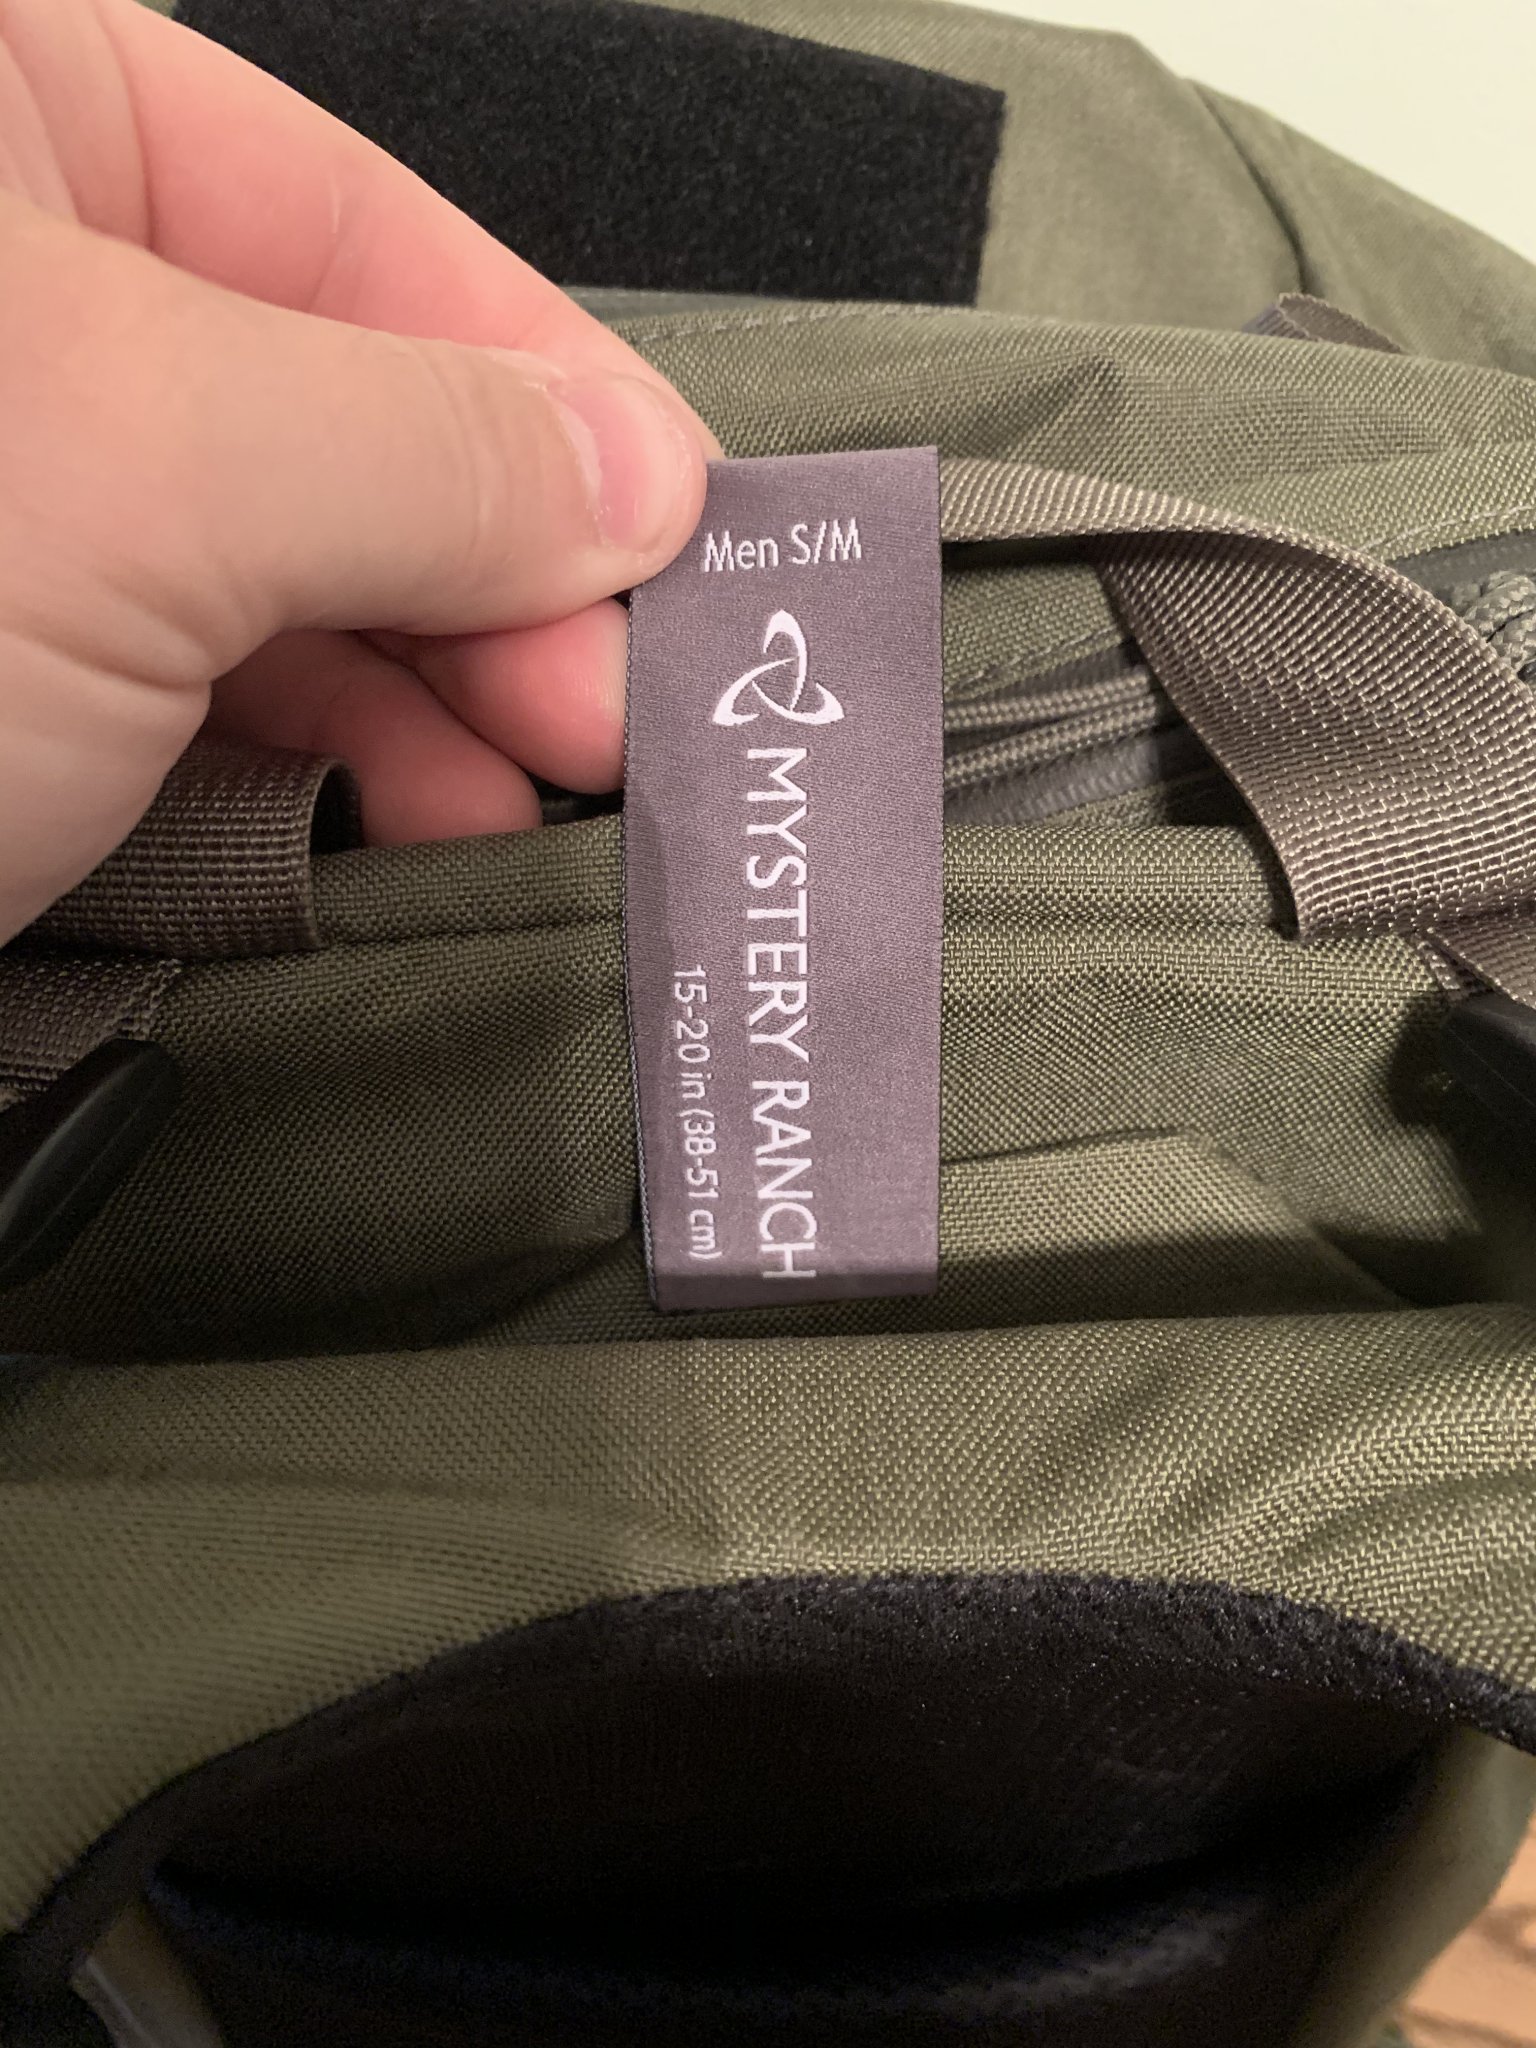 Men S/M
MYSTERY RANCH
15-20 in (38-51 cm)